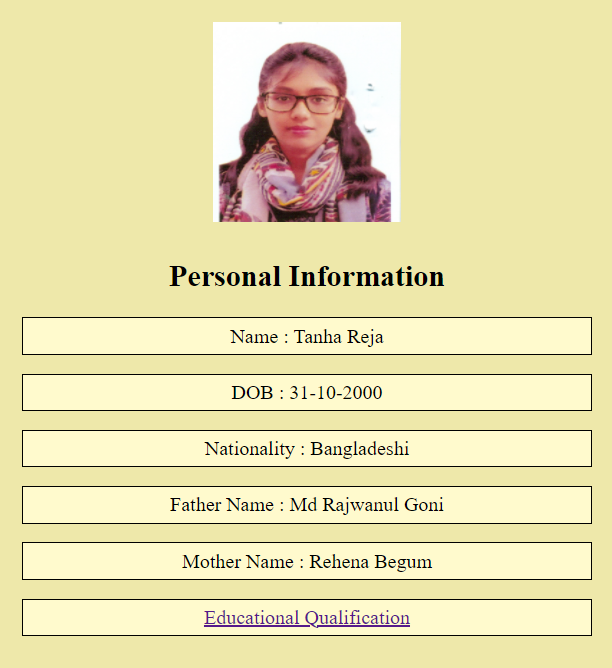 Personal Information
Name : Tanha Reja
DOB : 31-10-2000
Nationality : Bangladeshi
Father Name : Md Rajwanul Goni
Mother Name : Rehena Begum
Educational Qualification